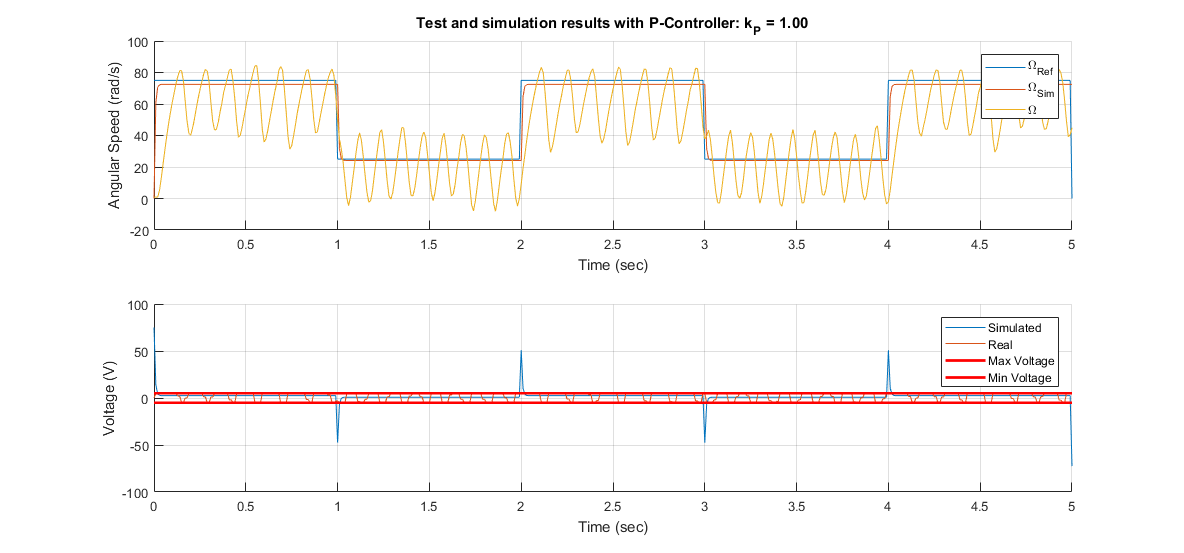 Test and simulation results with P-Controller: k_P = 1.00
100
80
60
40
20
0
-20
Angular Speed (rad/s)
0 0.5 1 1.5 2 2.5 3 3.5 4 4.5 5
Time (sec)
Ω_Ref
Ω_Sim
Ω
100
50
0
-50
-100
Voltage (V)
0 0.5 1 1.5 2 2.5 3 3.5 4 4.5 5
Time (sec)
Simulated
Real
Max Voltage
Min Voltage